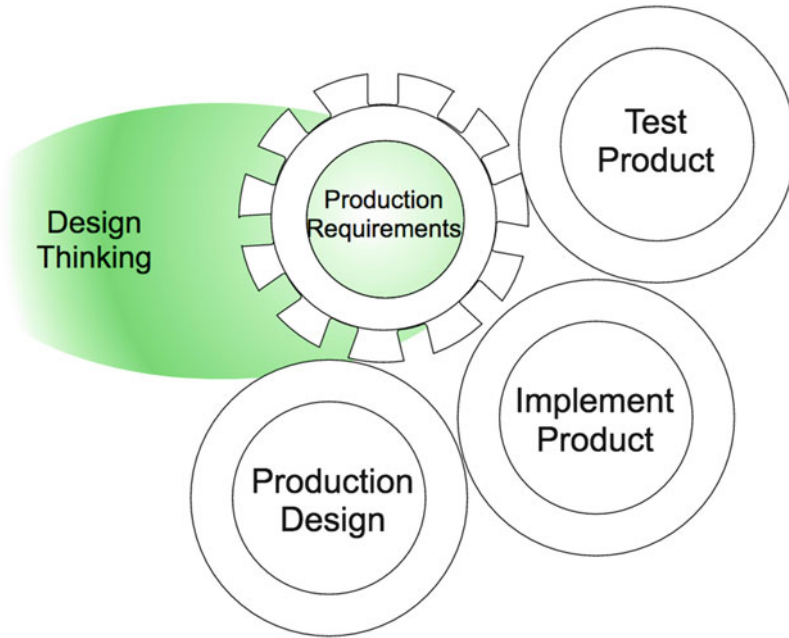 Design
Thinking
Production
Requirements
Test
Product
Implement
Product
Production
Design